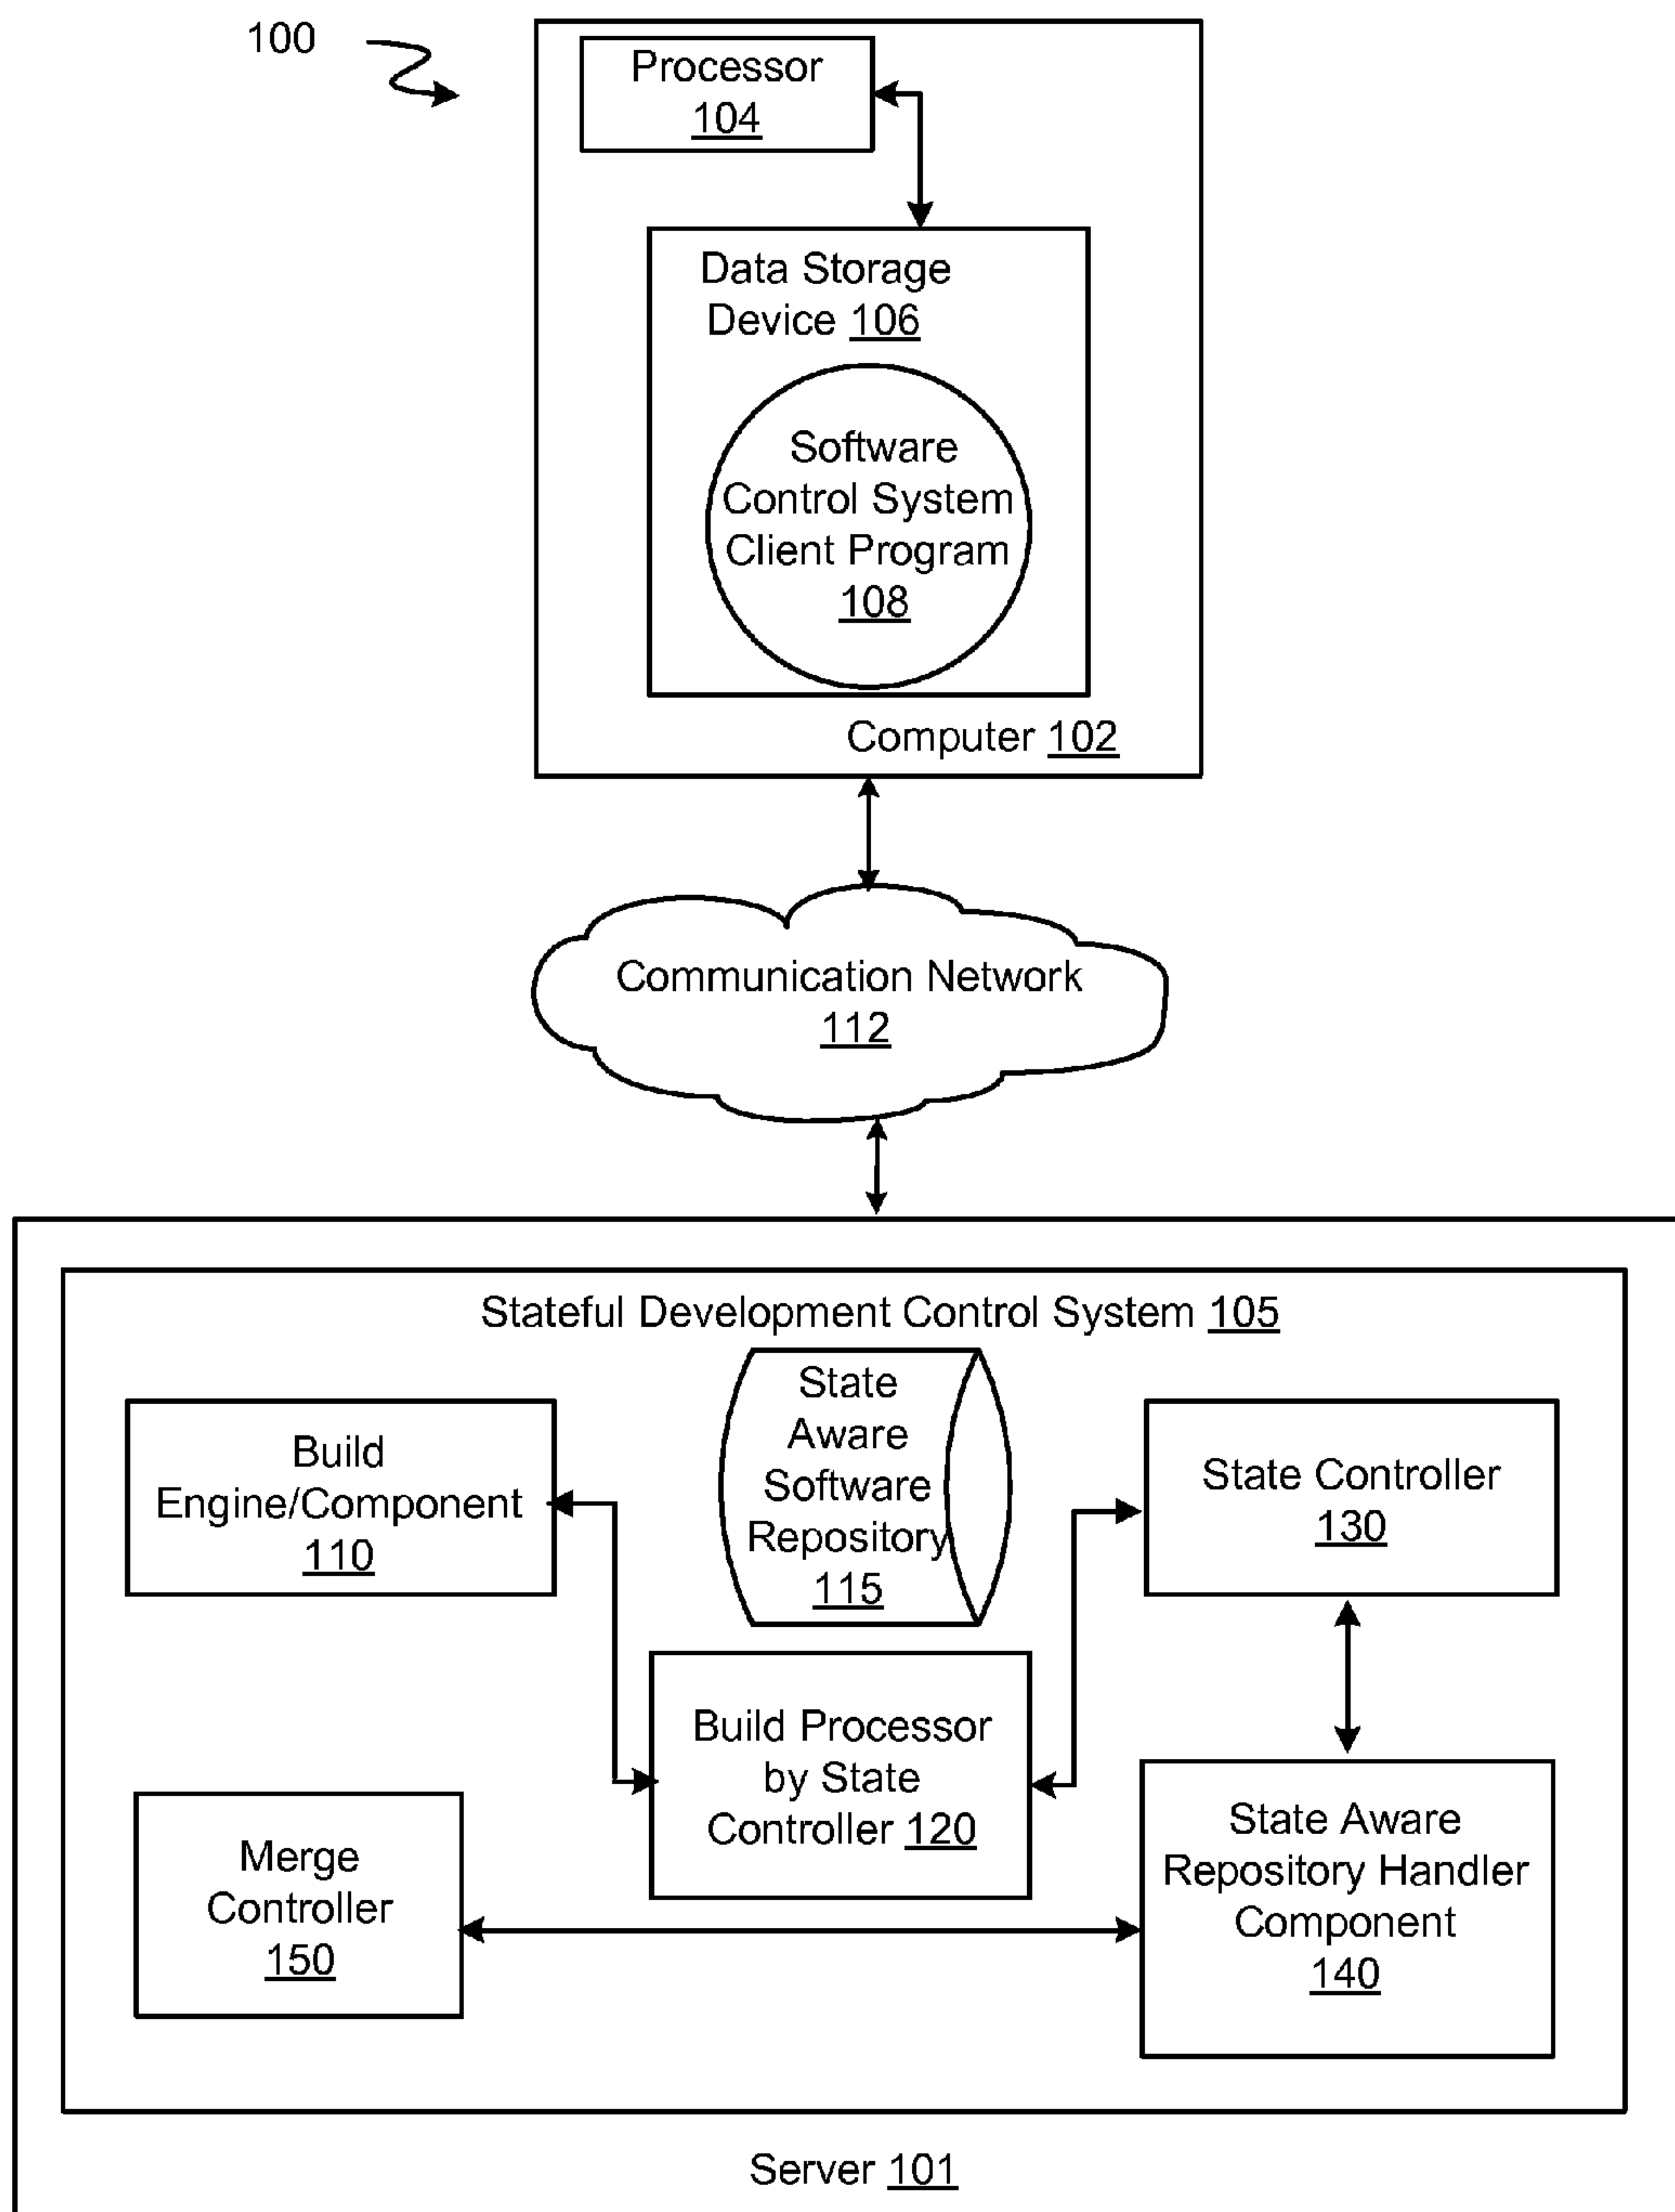 100
Processor
104
Data Storage
Device 106
Software
Control System
Client Program
108
Computer 102
Communication Network
112
Stateful Development Control System 105
Build
Engine/Component
110
State
Aware
Software
Repository
115
State Controller
130
Build Processor
by State
Controller 120
Merge
Controller
150
State Aware
Repository Handler
Component
140
Server 101